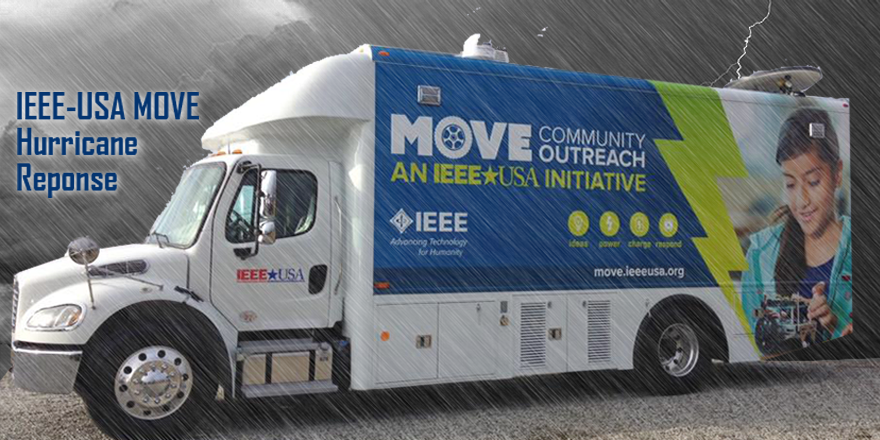 IEEE-USA MOVE
Hurricane
Reponse
MOVE COMMUNITY OUTREACH
AN IEEE★USA INITIATIVE
IEEE
Advancing Technology
for Humanity
ideas power charge respond
move.ieeeusa.org
IEEE★USA